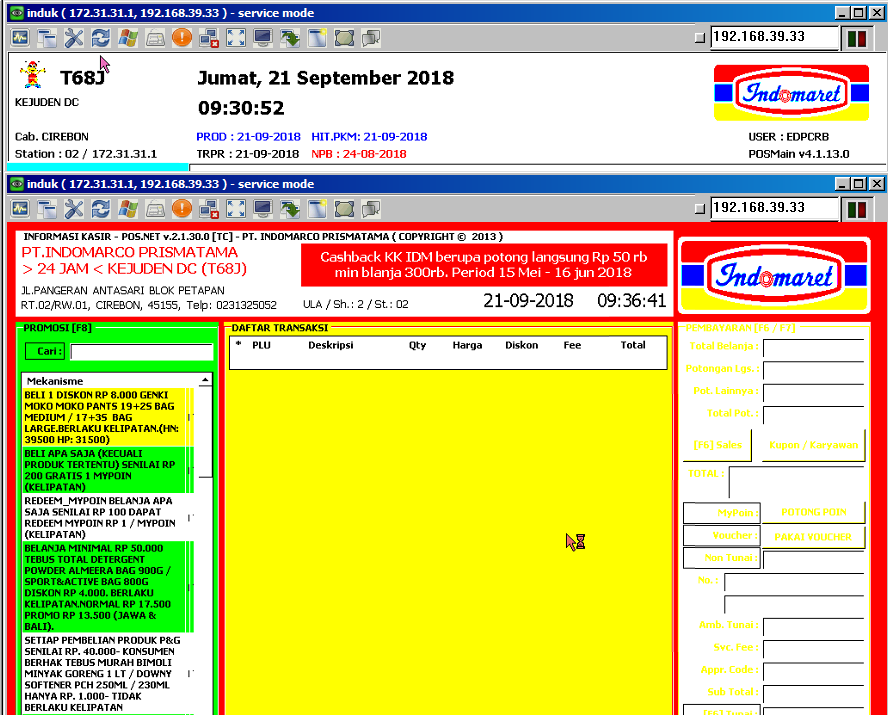 induk ( 172.31.31.1, 192.168.39.33 ) - service mode
192.168.39.33
T68J
Jumat, 21 September 2018
KEJUDEN DC
09:30:52
Indomaret
Cab. CIREBON
PROD : 21-09-2018 HIT.PKM: 21-09-2018
USER : EDPCRB
Station : 02 / 172.31.31.1
TRPR : 21-09-2018 NPB : 24-08-2018
POSMain v4.1.13.0
induk ( 172.31.31.1, 192.168.39.33 ) - service mode
192.168.39.33
INFORMASI KASIR - POS.NET v.2.1.30.0 [TC] - PT. INDOMARCO PRISMATAMA ( COPYRIGHT © 2013 )
PT.INDOMARCO PRISMATAMA
> 24 JAM < KEJUDEN DC (T68J)
Cashback KK IDM berupa potong langsung Rp 50 rb
min blanja 300rb. Period 15 Mei - 16 jun 2018
JL.PANGERAN ANTASARI BLOK PETAPAN
RT.02/RW.01, CIREBON, 45155, Telp: 0231325052
ULA / Sh.: 2 / St.: 02
21-09-2018 09:36:41
Indomaret
PROMOSI [F8]
Cari :
Mekanisme
BELI 1 DISKON RP 8.000 GENKI
MOKO MOKO PANTS 19+2S BAG
MEDIUM / 17+3S BAG
LARGE.BERLAKU KELIPATAN.(HN:
39500 HP: 31500)
BELI APA SAJA (KECUALI
PRODUK TERTENTU) SENILAI RP
200 GRATIS 1 MYPOIN
(KELIPATAN)
REDEEM_MYPOIN BELANJA APA
SAJA SENILAI RP 100 DAPAT
REDEEM MYPOIN RP 1 / MYPOIN
(KELIPATAN)
BELANJA MINIMAL RP 50.000
TEBUS TOTAL DETERGENT
POWDER ALMEERA BAG 900G /
SPORT&ACTIVE BAG 800G
DISKON RP 4.000. BERLAKU
KELIPATAN.NORMAL RP 17.500
PROMO RP 13.500 (JAWA &
BALI).
SETIAP PEMBELIAN PRODUK P&G
SENILAI RP. 40.000- KONSUMEN
BERHAK TEBUS MURAH BIMOLI
MINYAK GORENG 1 LT / DOWNY
SOFTENER PCH 250ML / 230ML
HANYA RP. 1.000- TIDAK
BERLAKU KELIPATAN
DAFTAR TRANSAKSI
* PLU Deskripsi Qty Harga Diskon Fee Total
PEMBAYARAN [F6 / F7]
Total Belanja :
Potongan Lgs. :
Pot. Lainnya :
Total Pot. :
[F6] Sales
Kupon / Karyawan
TOTAL :
MyPoin :
POTONG POIN
Voucher :
PAKAI VOUCHER
Non Tunai :
No. :
Amb. Tunai :
Svc. Fee :
Appr. Code :
Sub Total :
[F6] Tunai :